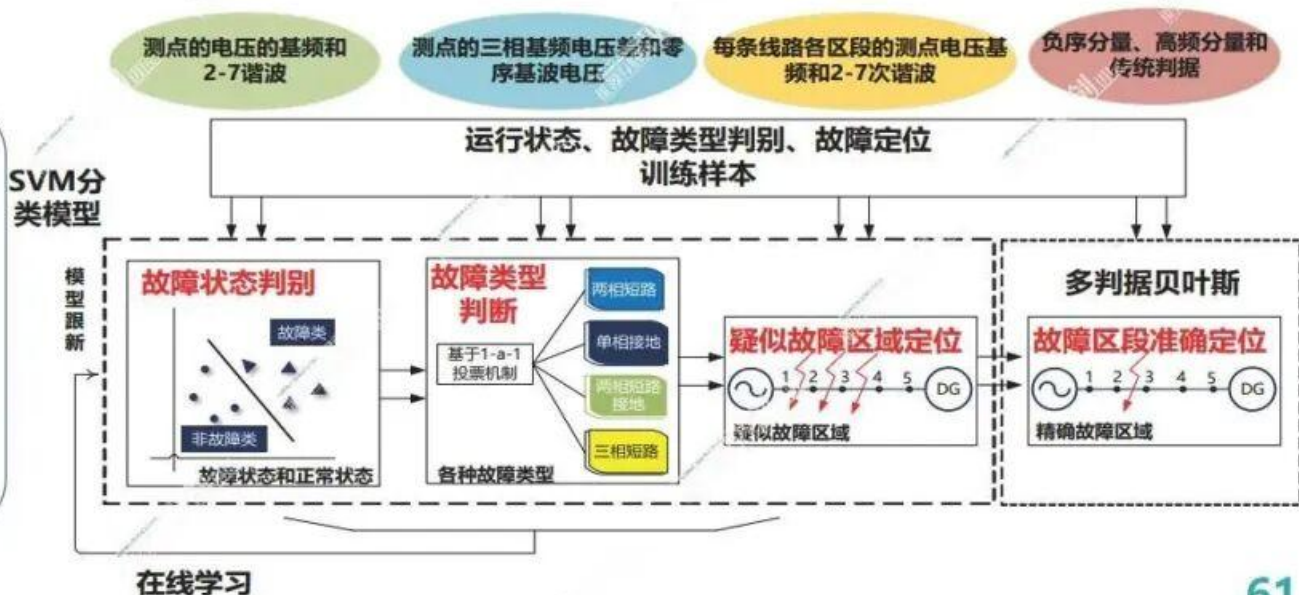 测点的电压的基频和
2-7谐波
测点的三相基频电压差和零
序基波电压
每条线路各区段的测点电压基
频和2-7次谐波
负序分量、高频分量和
传统判据
运行状态、故障类型判别、故障定位
训练样本
SVM分
类模型
模型跟新
故障状态判别
故障类
非故障类
故障状态和正常状态
故障类型
判断
基于1-a-1
投票机制
两相短路
单相接地
两相短路
接地
三相短路
各种故障类型
疑似故障区域定位
1 2 3 4 5
DG
疑似故障区域
多判据贝叶斯
故障区段准确定位
1 2 3 4 5
DG
精确故障区域
在线学习
61